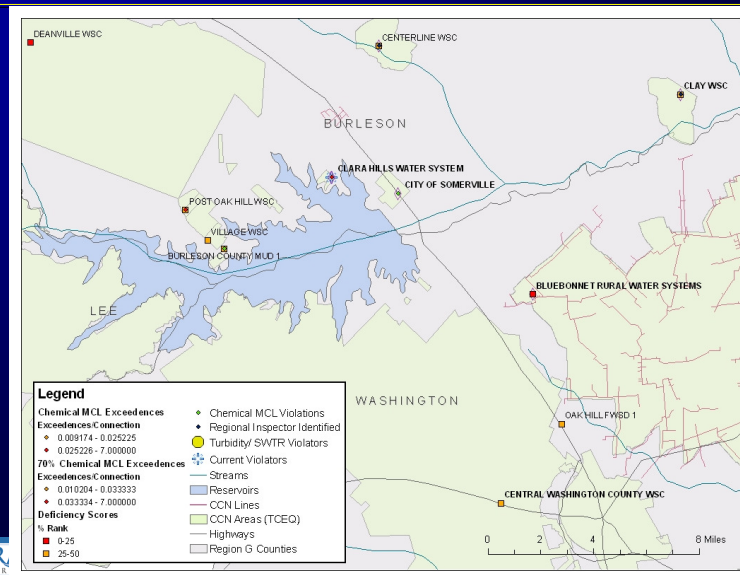 DEANVILLE WSC
CENTERLINE WSC
CLAY WSC
BURLESON
CLARA HILLS WATER SYSTEM
CITY OF SOMERVILLE
POST OAK HILL WSC
VILLAGE WSC
BURLESON COUNTY MUD 1
BLUEBONNET RURAL WATER SYSTEMS
LEE
WASHINGTON
OAK HILL FWSD 1
CENTRAL WASHINGTON COUNTY WSC
Legend
Chemical MCL Exceedences
Exceedences/Connection
0.009174 - 0.025225
0.025226 - 7.000000
70% Chemical MCL Exceedences
Exceedences/Connection
0.010204 - 0.033333
0.033334 - 7.000000
Deficiency Scores
% Rank
0-25
25-50
Chemical MCL Violations
Regional Inspector Identified
Turbidity/ SWTR Violators
Current Violators
Streams
Reservoirs
CCN Lines
CCN Areas (TCEQ)
Highways
Region G Counties
0 2 4 8 Miles